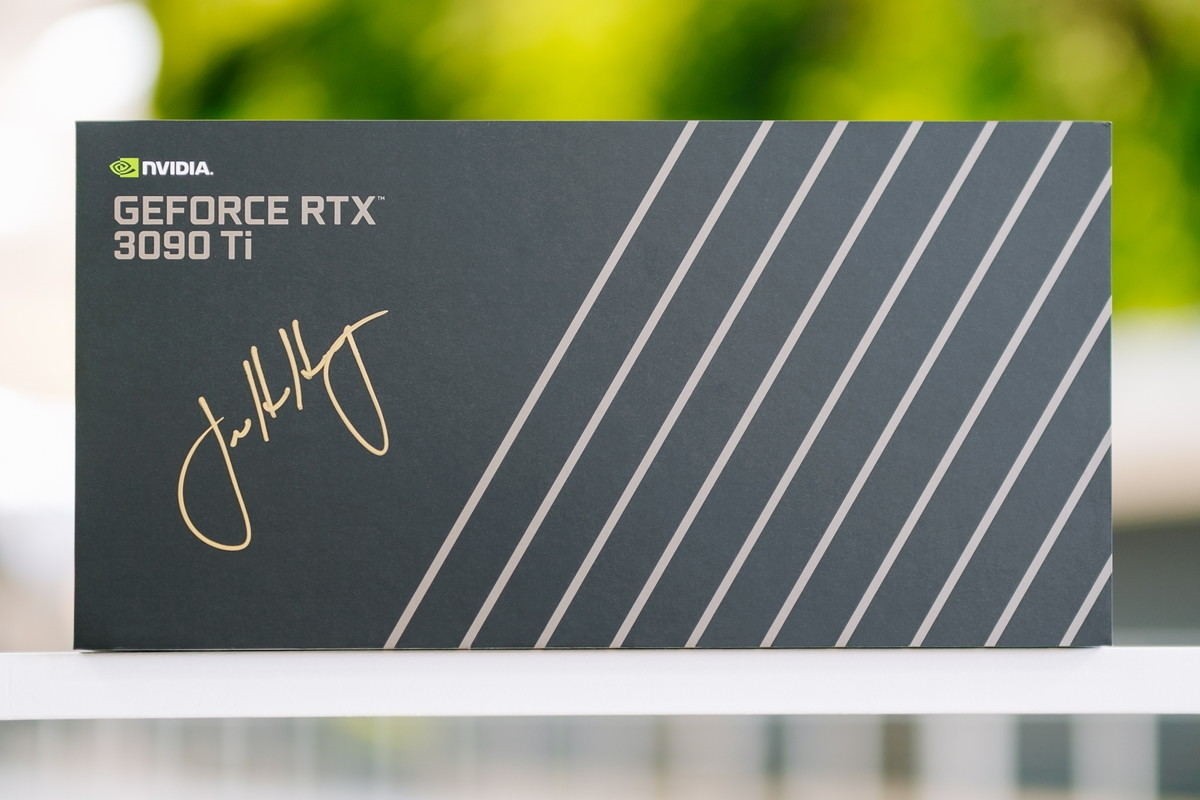 NVIDIA.
GEFORCE RTX™
3090 Ti